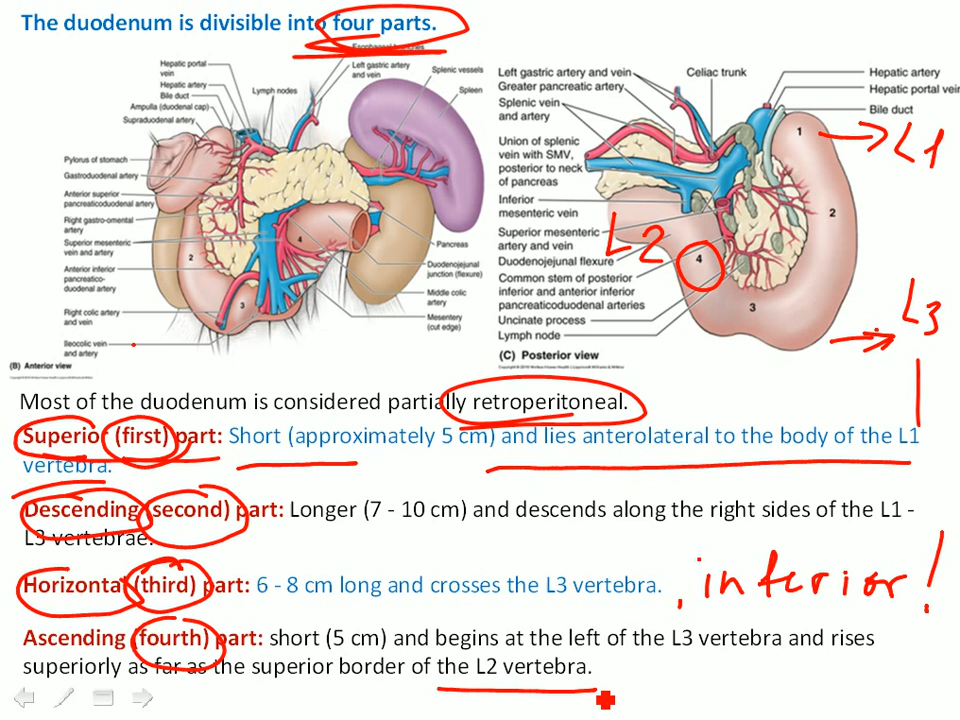 The duodenum is divisible into four parts.
Hepatic portal
vein
Hepatic artery
Bile duct
Ampulla (duodenal cap)
Supraduodenal artery
Lymph nodes
Left gastric artery
and vein
Splenic vessels
Spleen
Pylorus of stomach
Gastroduodenal artery
Anterior superior
pancreaticoduodenal artery
Right gastro-omental
artery
Superior mesenteric
vein and artery
Anterior inferior
pancreatico-
duodenal artery
Right colic artery
and vein
Ileocolic vein
and artery
2
3
4
Pancreas
Duodenojejunal
junction (flexure)
Middle colic
artery
Mesentery
(cut edge)
(B) Anterior view
Left gastric artery and vein
Greater pancreatic artery
Splenic vein
and artery
Celiac trunk
Hepatic artery
Hepatic portal vein
Bile duct
Union of splenic
vein with SMV,
posterior to neck
of pancreas
Inferior
mesenteric vein
Superior mesenteric
artery and vein
Duodenojejunal flexure
Common stem of posterior
inferior and anterior inferior
pancreaticoduodenal arteries
Uncinate process
Lymph node
1
2
3
4
L1
L2
L3
(C) Posterior view
Most of the duodenum is considered partially retroperitoneal.
Superior (first) part: Short (approximately 5 cm) and lies anterolateral to the body of the L1
vertebra.
Descending (second) part: Longer (7 - 10 cm) and descends along the right sides of the L1 -
L3 vertebrae.
Horizontal (third) part: 6 - 8 cm long and crosses the L3 vertebra.
inferior!
Ascending (fourth) part: short (5 cm) and begins at the left of the L3 vertebra and rises
superiorly as far as the superior border of the L2 vertebra.